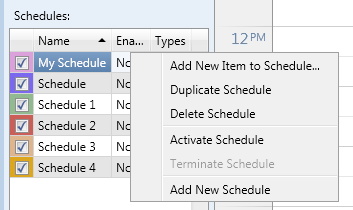 Schedules:
Name Ena... Types
My Schedule No
Schedule No
Schedule 1 No
Schedule 2 No
Schedule 3 No
Schedule 4 No
12 PM
Add New Item to Schedule...
Duplicate Schedule
Delete Schedule
Activate Schedule
Terminate Schedule
Add New Schedule